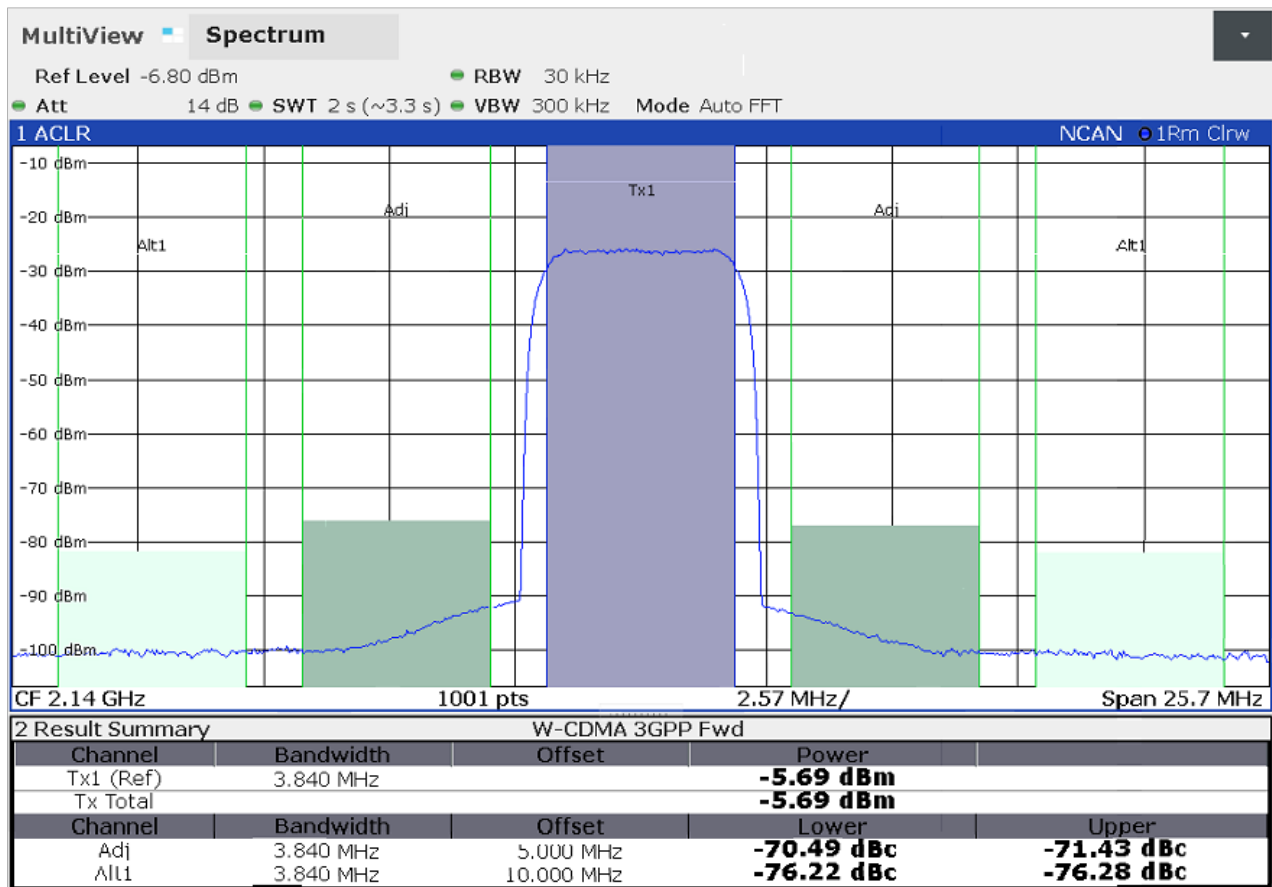 MultiView Spectrum
Ref Level -6.80 dBm RBW 30 kHz
Att 14 dB SWT 2 s (~3.3 s) VBW 300 kHz Mode Auto FFT
1 ACLR NCAN 1Rm Clrw
-10 dBm
Tx1
-20 dBm Adj Adj
Alt1 Alt1
-30 dBm
-40 dBm
-50 dBm
-60 dBm
-70 dBm
-80 dBm
-90 dBm
-100 dBm
CF 2.14 GHz 1001 pts 2.57 MHz/ Span 25.7 MHz
2 Result Summary W-CDMA 3GPP Fwd
Channel Bandwidth Offset Power
Tx1 (Ref) 3.840 MHz -5.69 dBm
Tx Total -5.69 dBm
Channel Bandwidth Offset Lower Upper
Adj 3.840 MHz 5.000 MHz -70.49 dBc -71.43 dBc
Alt1 3.840 MHz 10.000 MHz -76.22 dBc -76.28 dBc